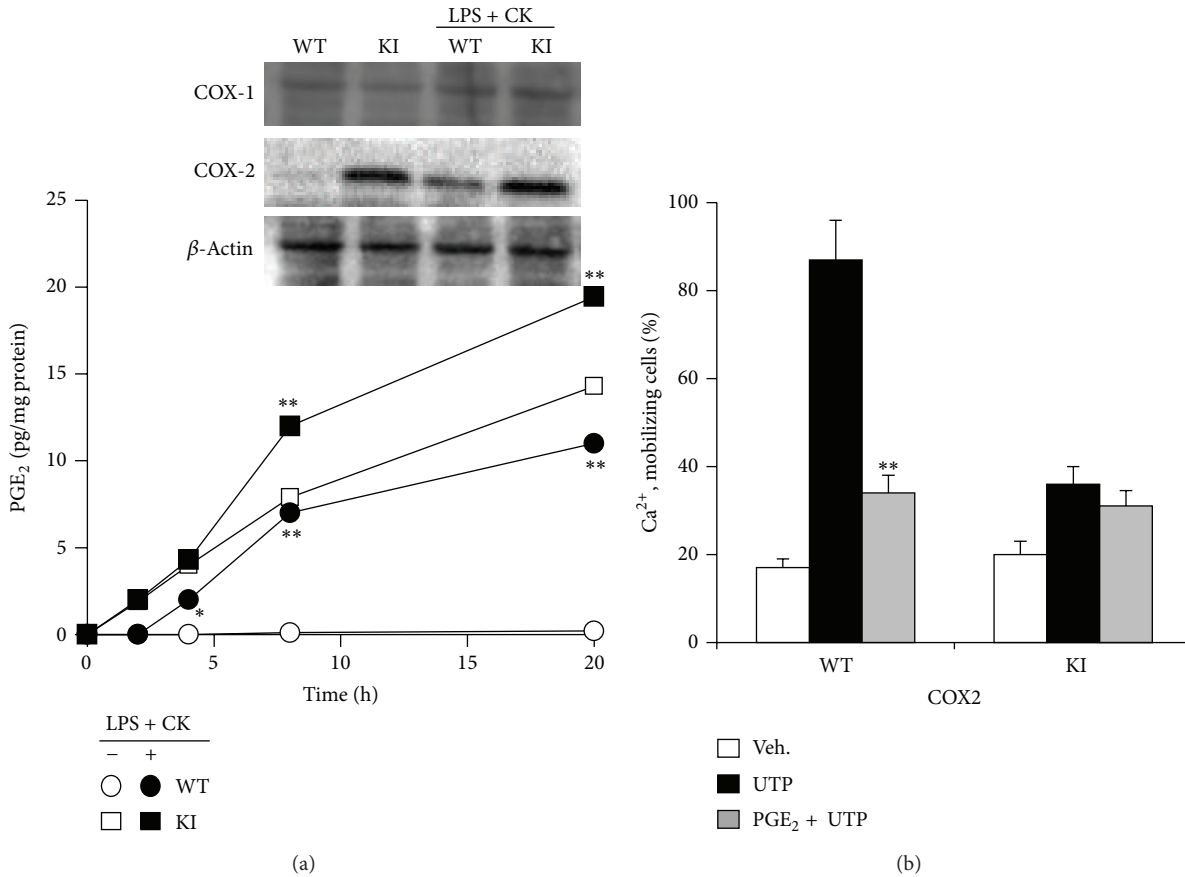 LPS + CK
WT KI WT KI
COX-1
COX-2
β-Actin
25
20
15
10
5
0
PGE₂ (pg/mg protein)
**
**
**
**
*
0 5 10 15 20
Time (h)
LPS + CK
− +
WT
KI
(a)
100
80
60
40
20
0
Ca²⁺, mobilizing cells (%)
**
WT KI
COX2
Veh.
UTP
PGE₂ + UTP
(b)